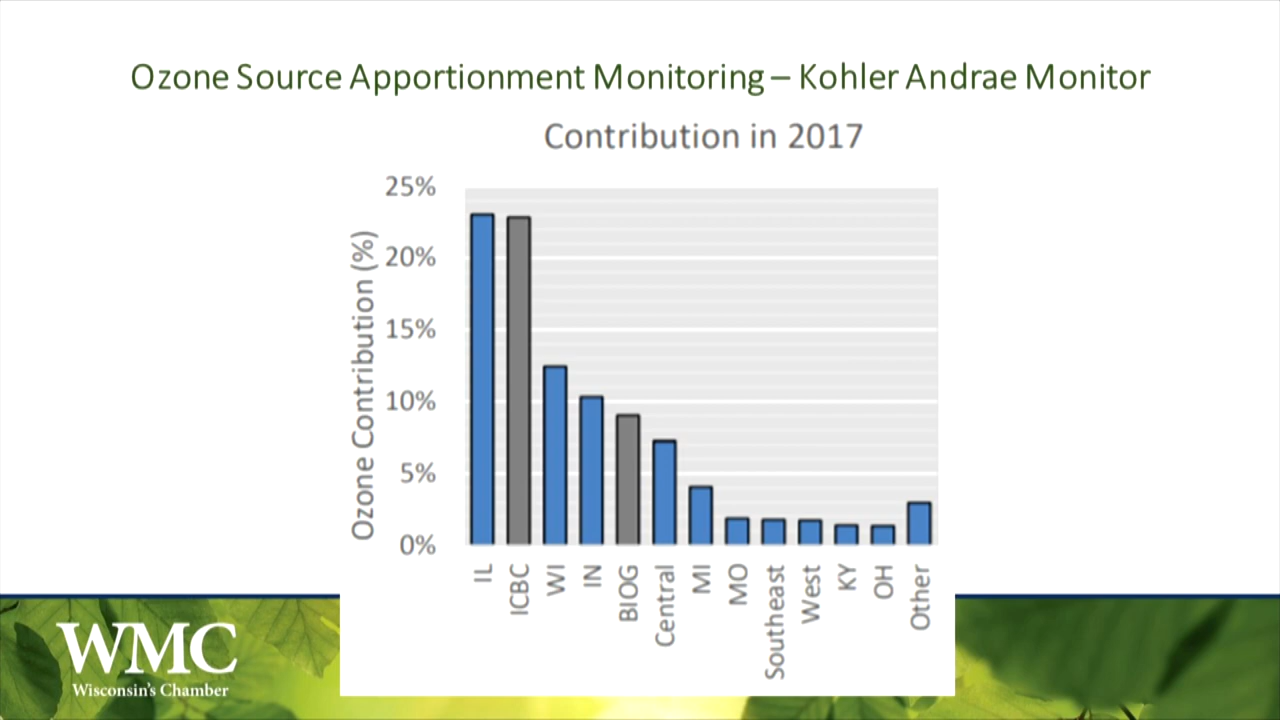 Ozone Source Apportionment Monitoring – Kohler Andrae Monitor
Contribution in 2017
Ozone Contribution (%)
25%
20%
15%
10%
5%
0%
IL
ICBC
WI
IN
BIOG
Central
MI
MO
Southeast
West
KY
OH
Other
WMC
Wisconsin's Chamber